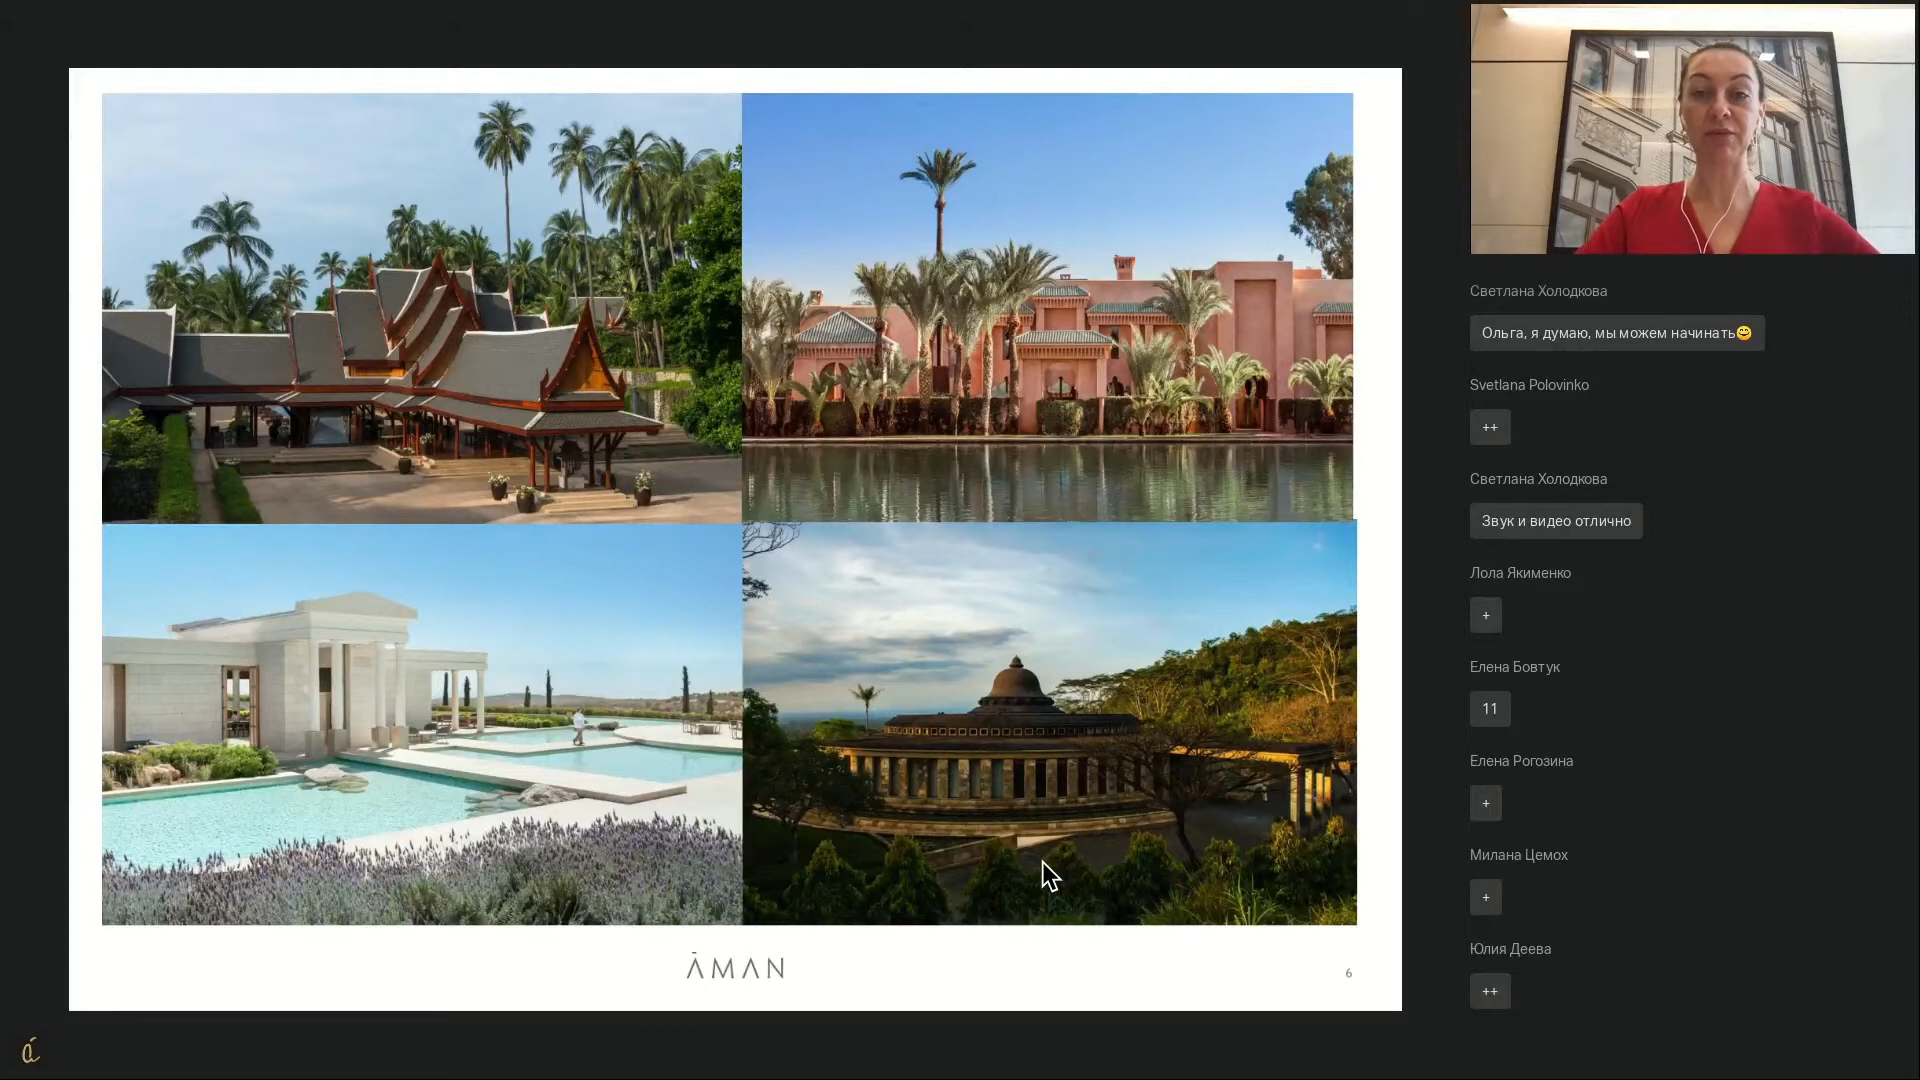 ĀMAN
6
á
Светлана Холодкова
Ольга, я думаю, мы можем начинать😊
Svetlana Polovinko
++
Светлана Холодкова
Звук и видео отлично
Лола Якименко
+
Елена Бовтук
11
Елена Рогозина
+
Милана Цемох
+
Юлия Деева
++